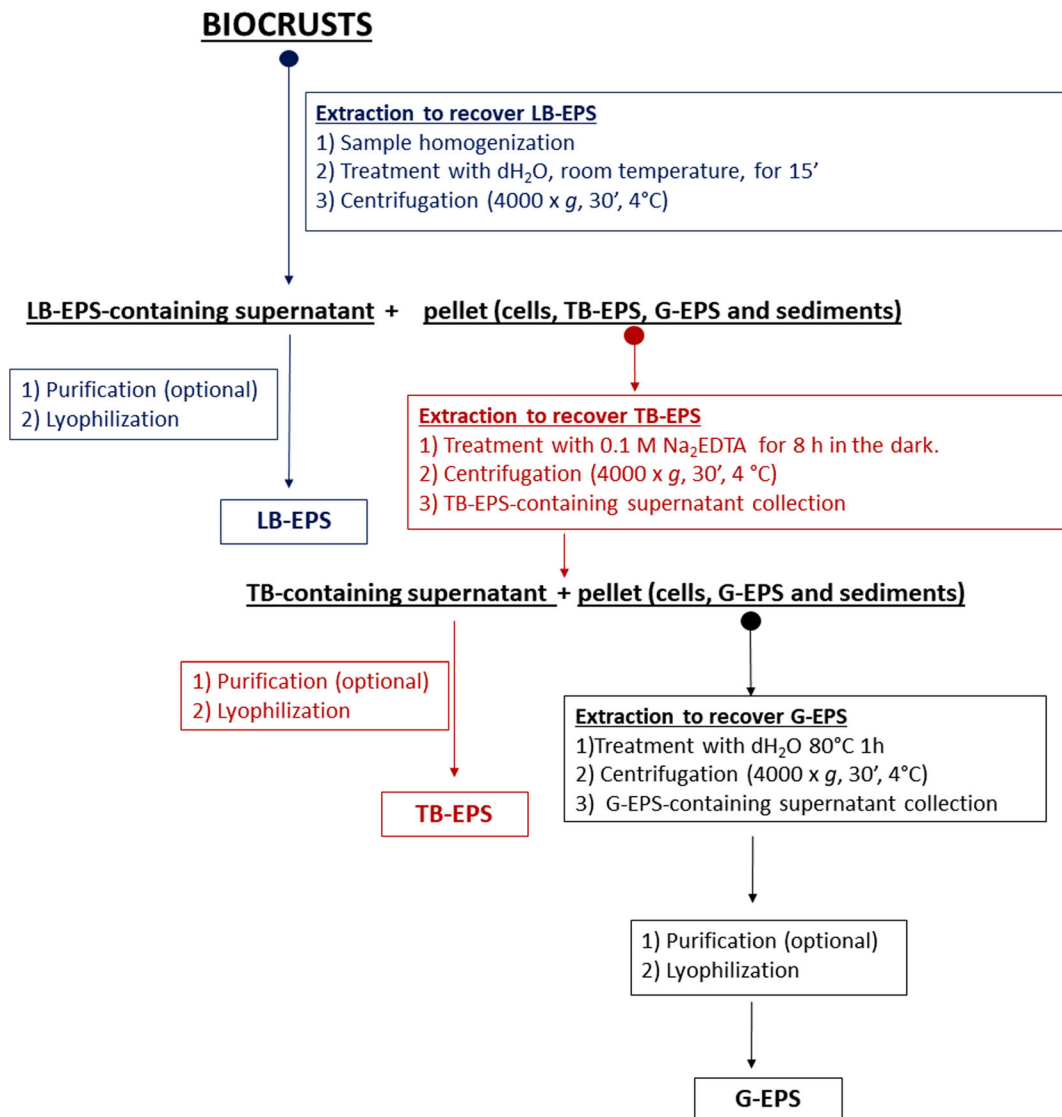 BIOCRUSTS
Extraction to recover LB-EPS
1) Sample homogenization
2) Treatment with dH₂O, room temperature, for 15’
3) Centrifugation (4000 x g, 30’, 4°C)
LB-EPS-containing supernatant + pellet (cells, TB-EPS, G-EPS and sediments)
1) Purification (optional)
2) Lyophilization
LB-EPS
Extraction to recover TB-EPS
1) Treatment with 0.1 M Na₂EDTA for 8 h in the dark.
2) Centrifugation (4000 x g, 30’, 4 °C)
3) TB-EPS-containing supernatant collection
TB-containing supernatant + pellet (cells, G-EPS and sediments)
1) Purification (optional)
2) Lyophilization
TB-EPS
Extraction to recover G-EPS
1)Treatment with dH₂O 80°C 1h
2) Centrifugation (4000 x g, 30’, 4°C)
3) G-EPS-containing supernatant collection
1) Purification (optional)
2) Lyophilization
G-EPS